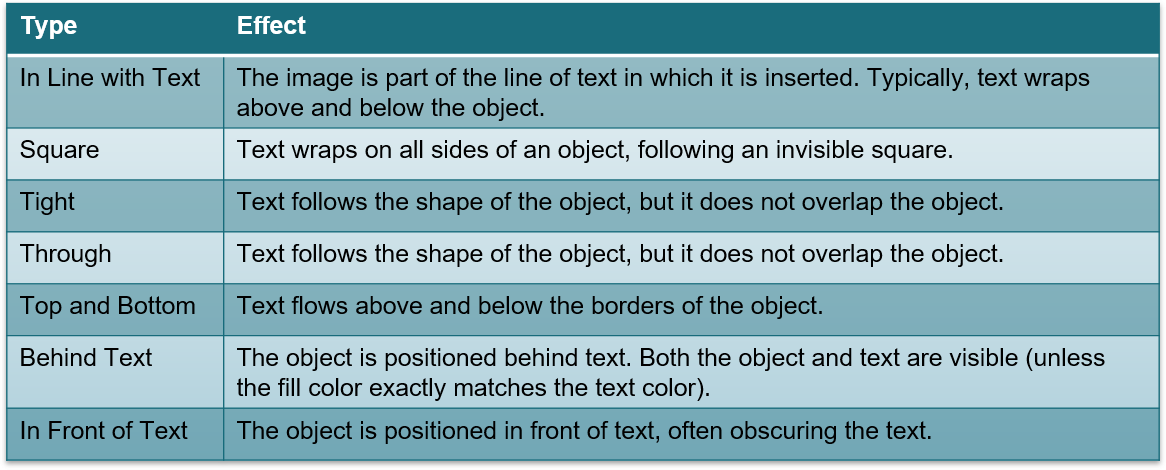 Type Effect
In Line with Text The image is part of the line of text in which it is inserted. Typically, text wraps
above and below the object.
Square Text wraps on all sides of an object, following an invisible square.
Tight Text follows the shape of the object, but it does not overlap the object.
Through Text follows the shape of the object, but it does not overlap the object.
Top and Bottom Text flows above and below the borders of the object.
Behind Text The object is positioned behind text. Both the object and text are visible (unless
the fill color exactly matches the text color).
In Front of Text The object is positioned in front of text, often obscuring the text.